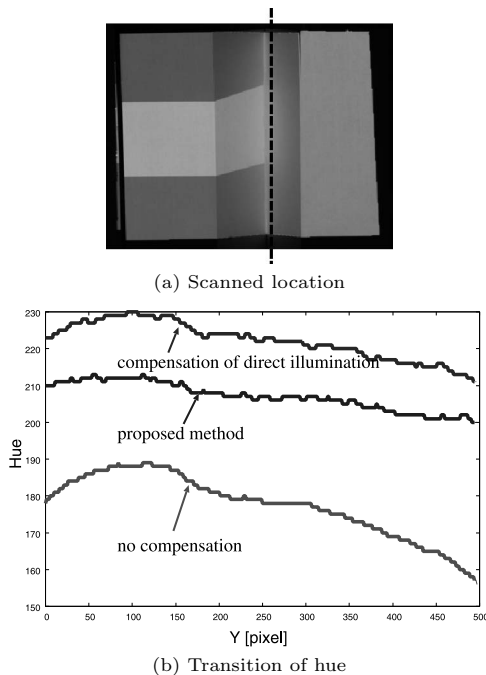 (a) Scanned location
230
220
210
200
190
180
170
160
150
Hue
compensation of direct illumination
proposed method
no compensation
0 50 100 150 200 250 300 350 400 450 500
Y [pixel]
(b) Transition of hue